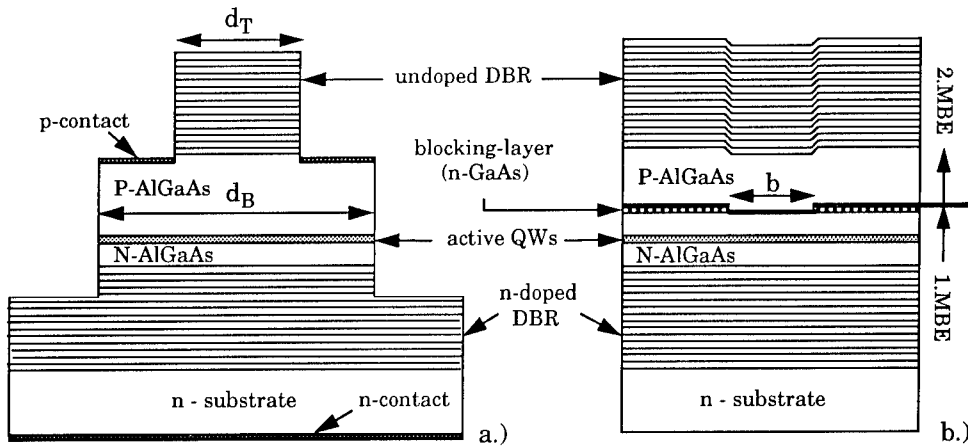 d_T
undoped DBR
p-contact
blocking-layer
(n-GaAs)
P-AlGaAs
d_B
active QWs
N-AlGaAs
n-doped
DBR
n - substrate
n-contact
a.)
P-AlGaAs
b
N-AlGaAs
n - substrate
b.)
2.MBE
1.MBE